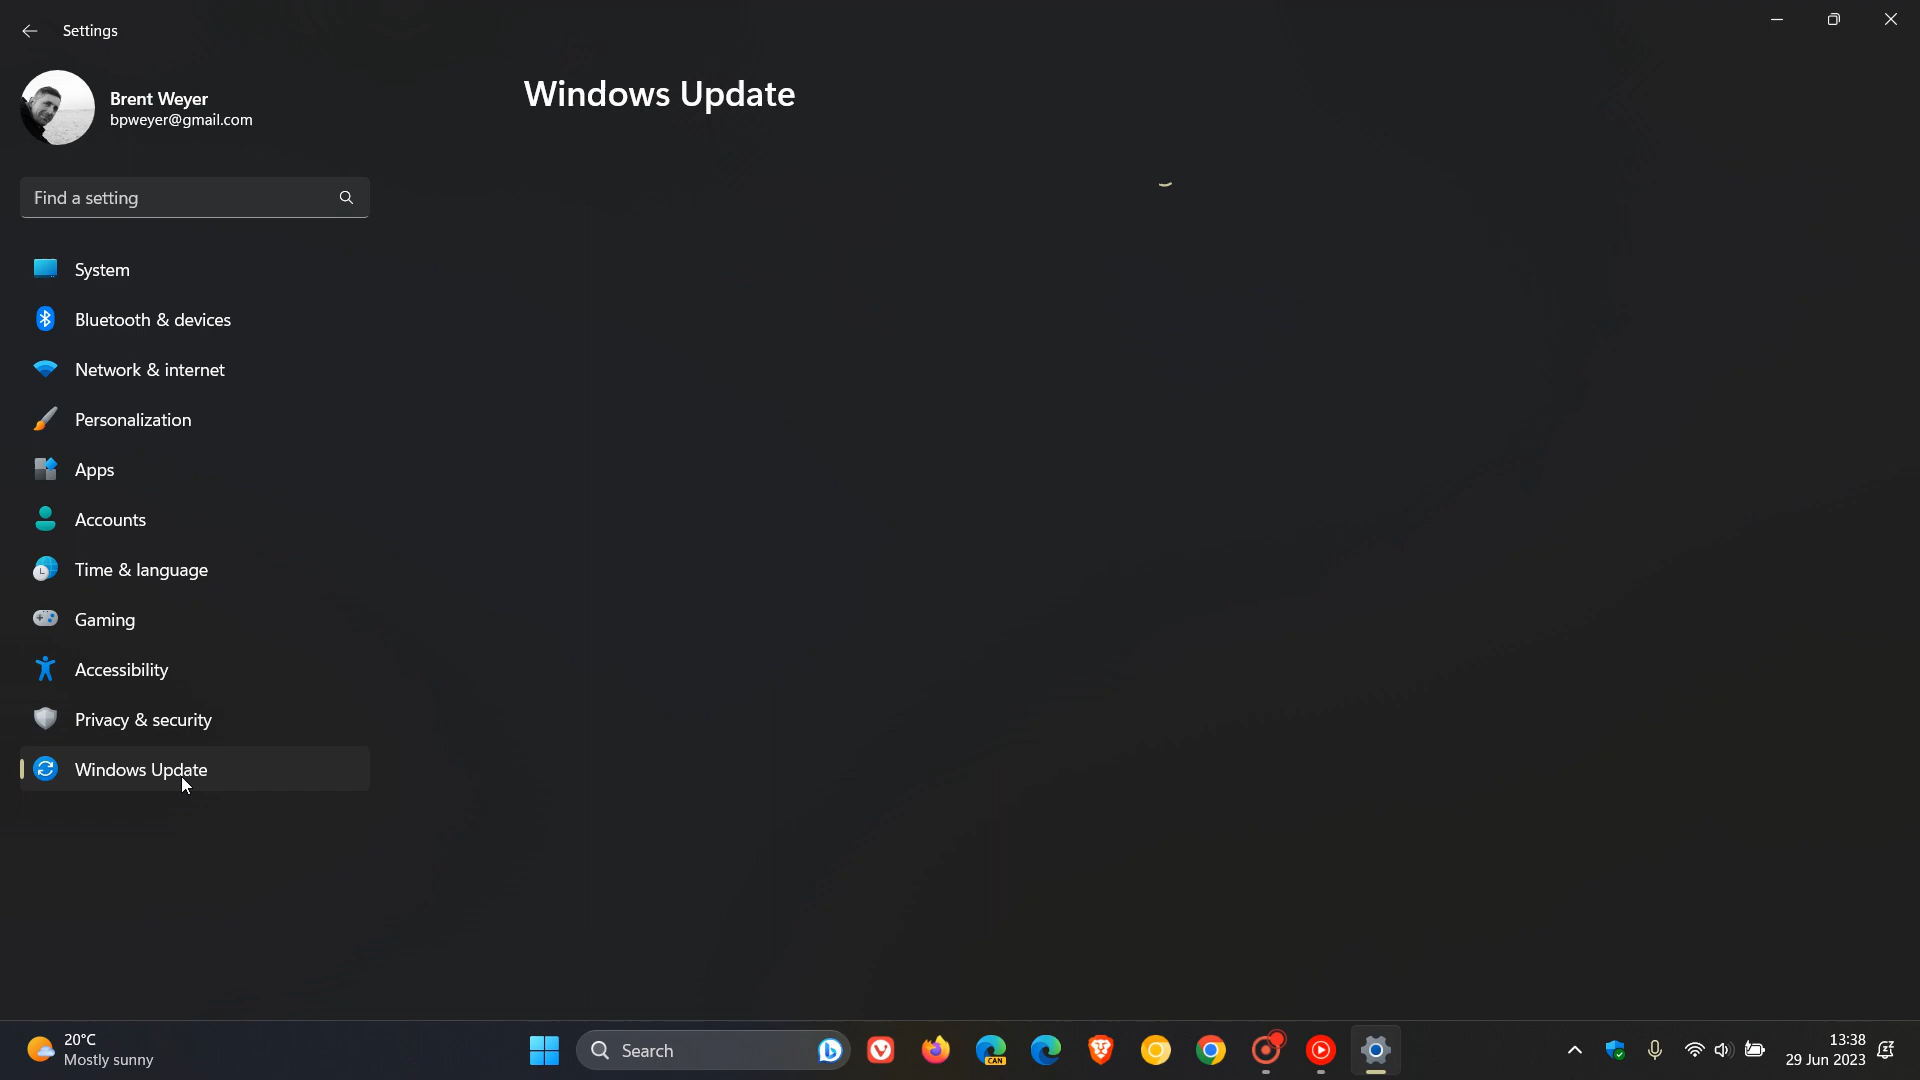 Settings
Brent Weyer
bpweyer@gmail.com
Windows Update
Find a setting
System
Bluetooth & devices
Network & internet
Personalization
Apps
Accounts
Time & language
Gaming
Accessibility
Privacy & security
Windows Update
20°C
Mostly sunny
Search
CAN
13:38
29 Jun 2023